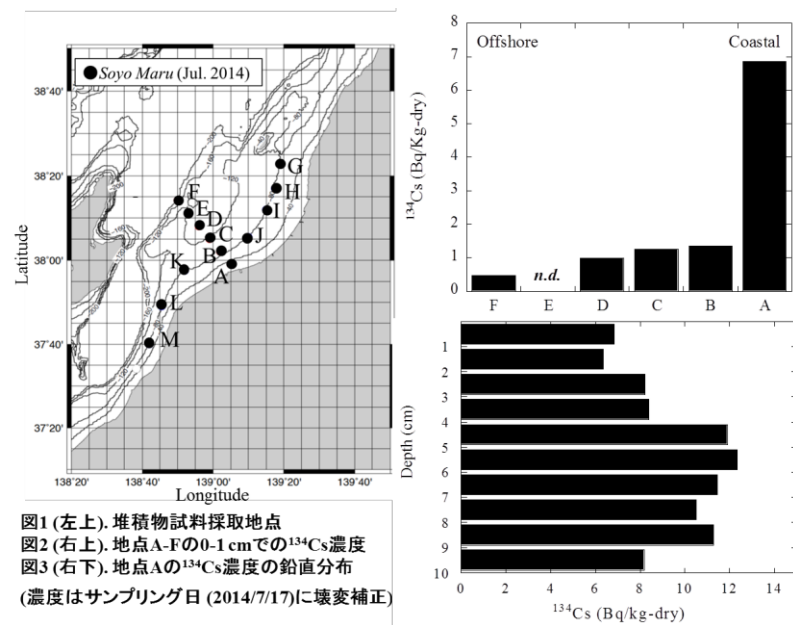 Soyo Maru (Jul. 2014)
38°40'
38°20'
38°00'
37°40'
37°20'
Latitude
138°20'
138°40'
139°00'
139°20'
139°40'
Longitude
G
H
I
J
F
E
D
C
B
A
K
L
M
図1 (左上). 堆積物試料採取地点
図2 (右上). 地点A-Fの0-1 cmでの¹³⁴Cs濃度
図3 (右下). 地点Aの¹³⁴Cs濃度の鉛直分布
(濃度はサンプリング日 (2014/7/17)に壊変補正)
8
7
6
5
4
3
2
1
0
¹³⁴Cs (Bq/Kg-dry)
Offshore Coastal
n.d.
F E D C B A
1
2
3
4
5
6
7
8
9
10
Depth (cm)
0 2 4 6 8 10 12 14
¹³⁴Cs (Bq/kg-dry)